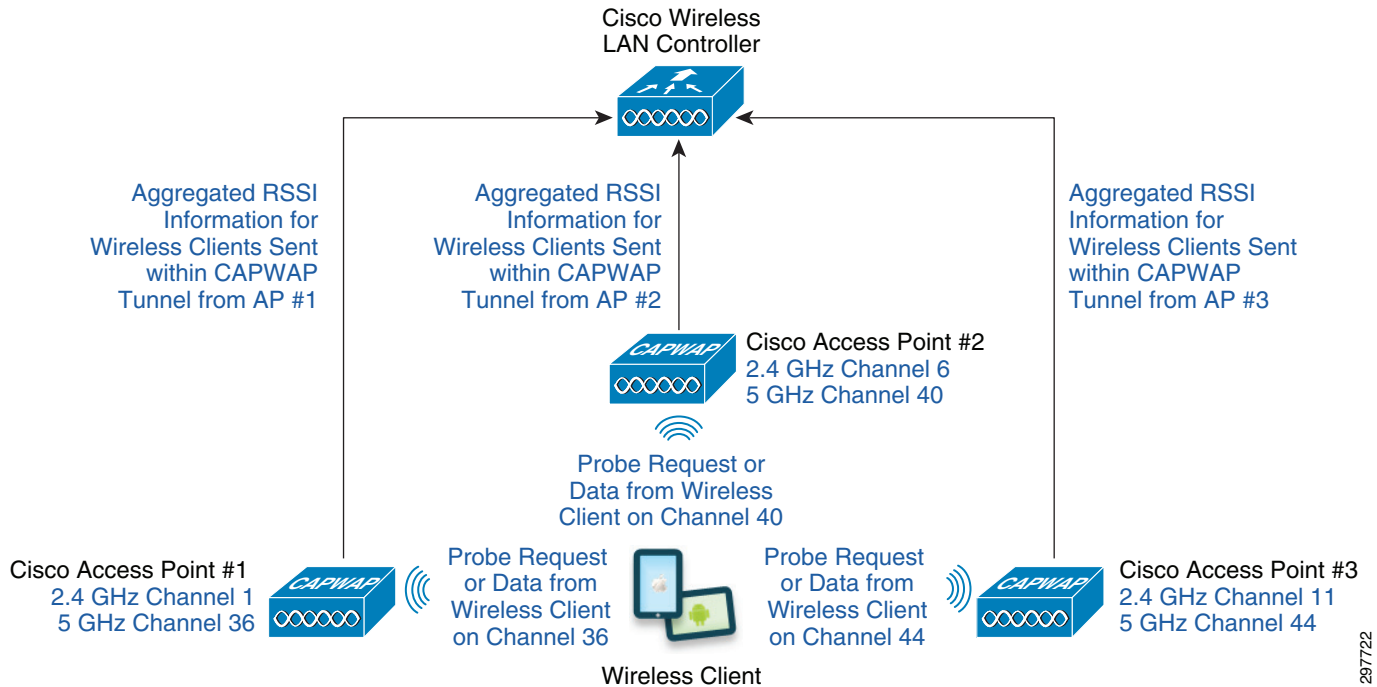 Cisco Wireless
LAN Controller
Aggregated RSSI
Information for
Wireless Clients Sent
within CAPWAP
Tunnel from AP #1
Aggregated RSSI
Information for
Wireless Clients Sent
within CAPWAP
Tunnel from AP #2
Aggregated RSSI
Information for
Wireless Clients Sent
within CAPWAP
Tunnel from AP #3
CAPWAP
Cisco Access Point #2
2.4 GHz Channel 6
5 GHz Channel 40
Probe Request or
Data from Wireless
Client on Channel 40
Cisco Access Point #1
2.4 GHz Channel 1
5 GHz Channel 36
CAPWAP
Probe Request
or Data from
Wireless Client
on Channel 36
Probe Request
or Data from
Wireless Client
on Channel 44
CAPWAP
Cisco Access Point #3
2.4 GHz Channel 11
5 GHz Channel 44
Wireless Client
297722